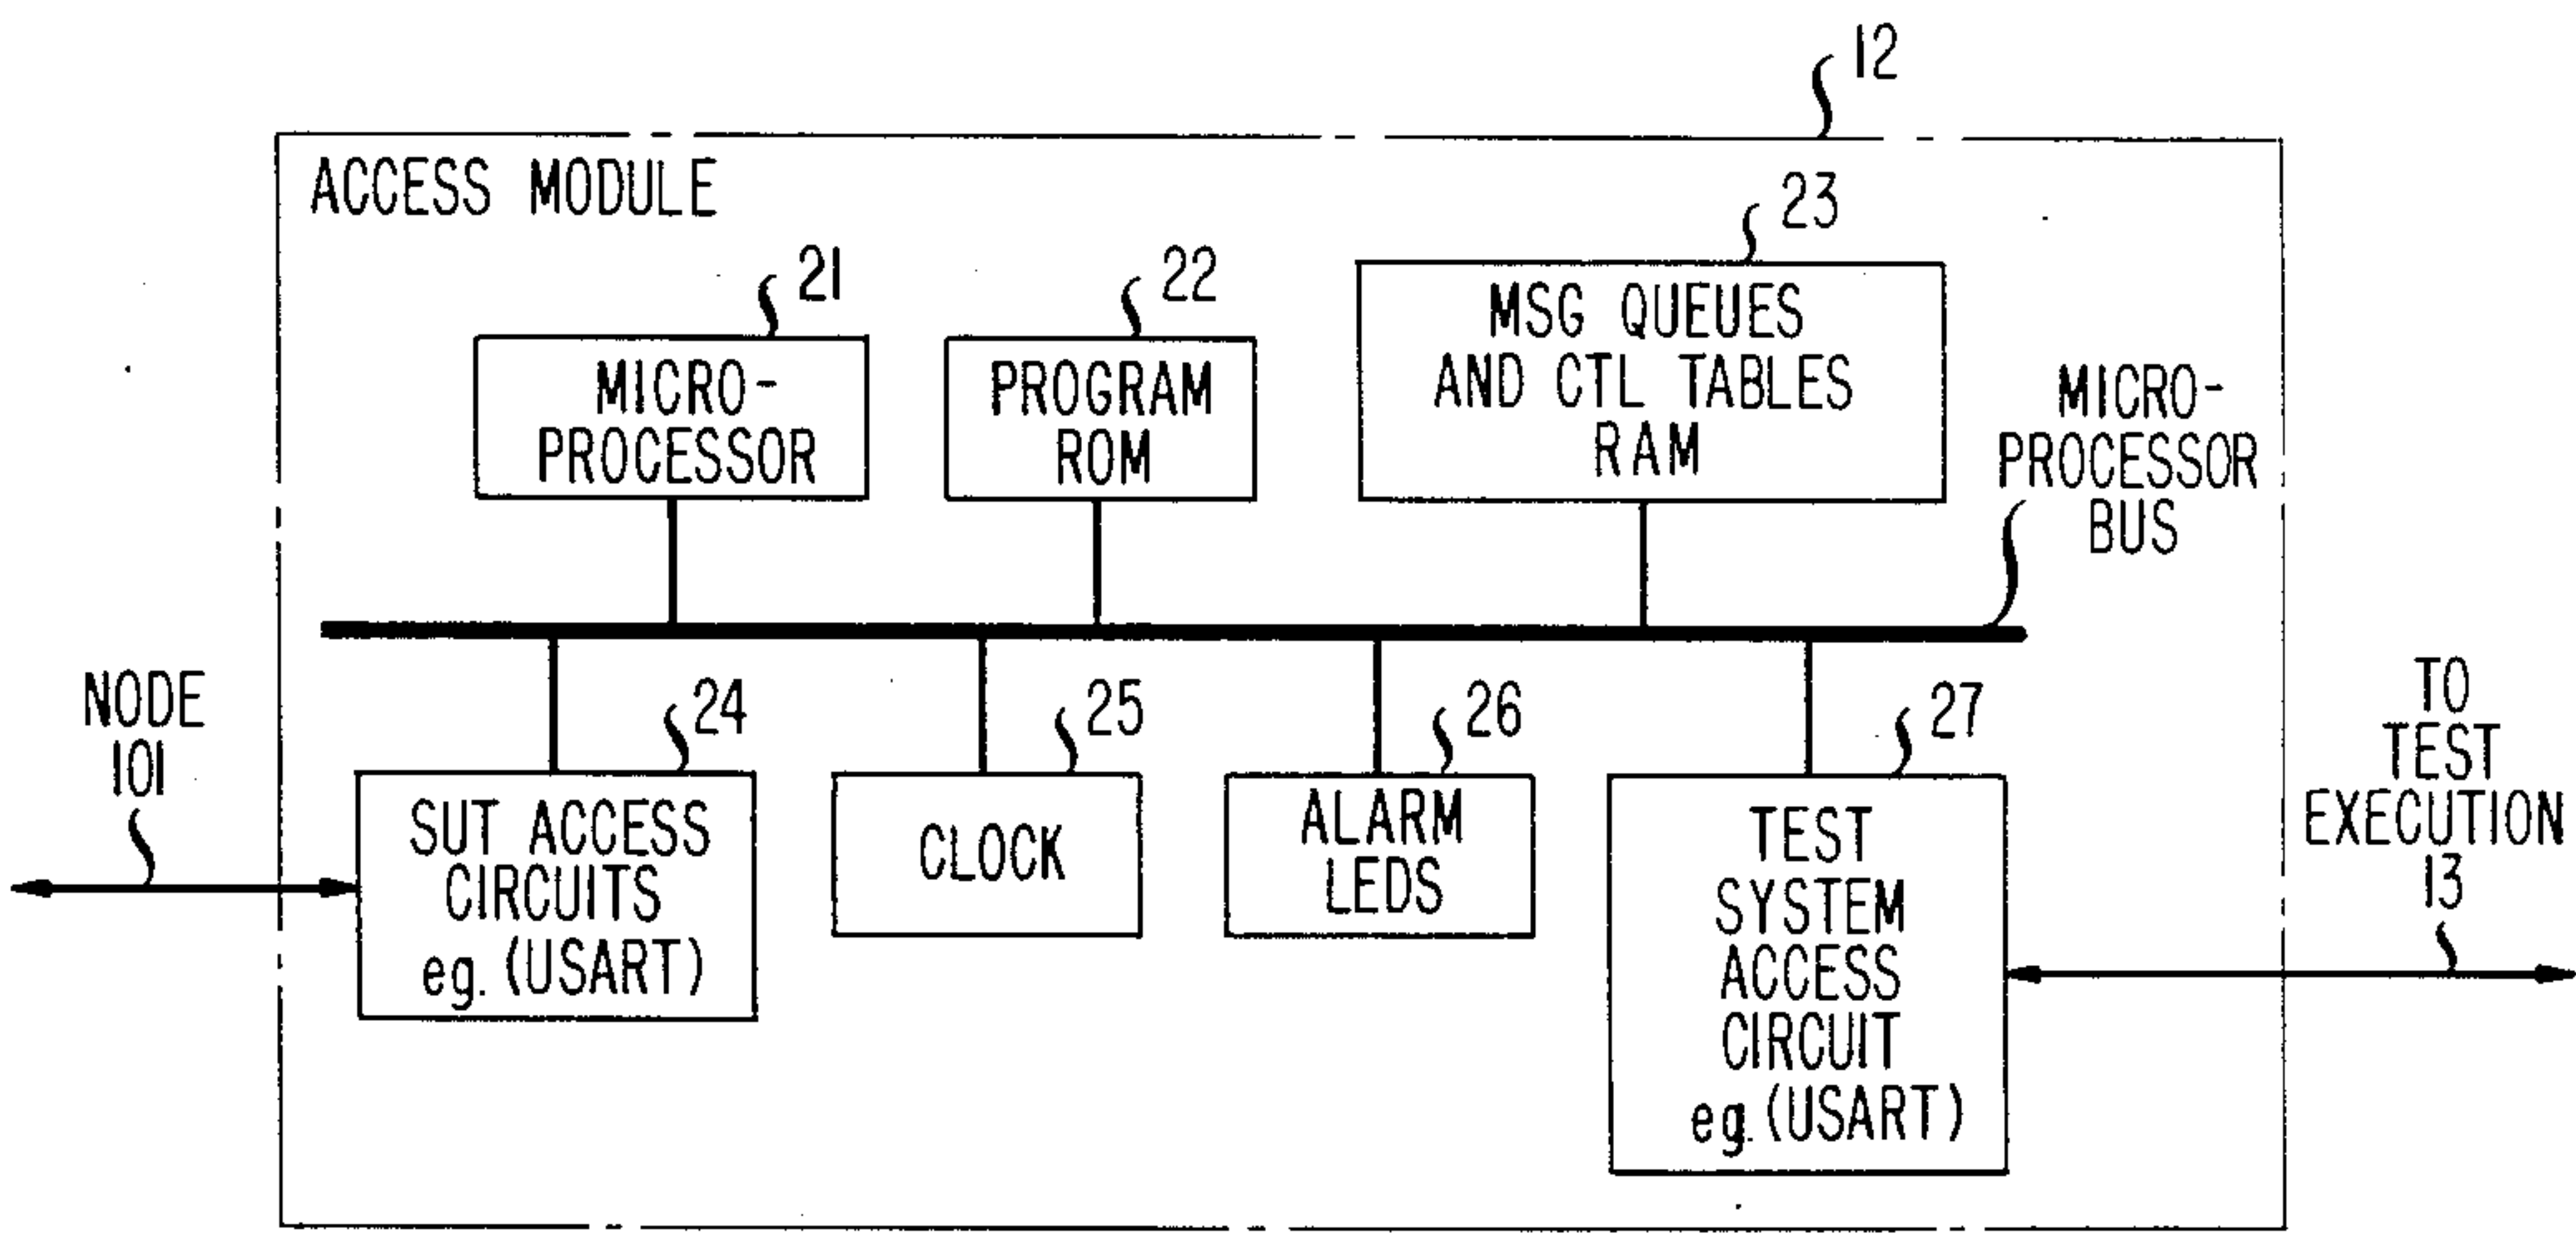 12
ACCESS MODULE
21
MICRO-
PROCESSOR
22
PROGRAM
ROM
23
MSG QUEUES
AND CTL TABLES
RAM
MICRO-
PROCESSOR
BUS
NODE
101
24
SUT ACCESS
CIRCUITS
eg. (USART)
25
CLOCK
26
ALARM
LEDS
27
TEST
SYSTEM
ACCESS
CIRCUIT
eg. (USART)
TO
TEST
EXECUTION
13